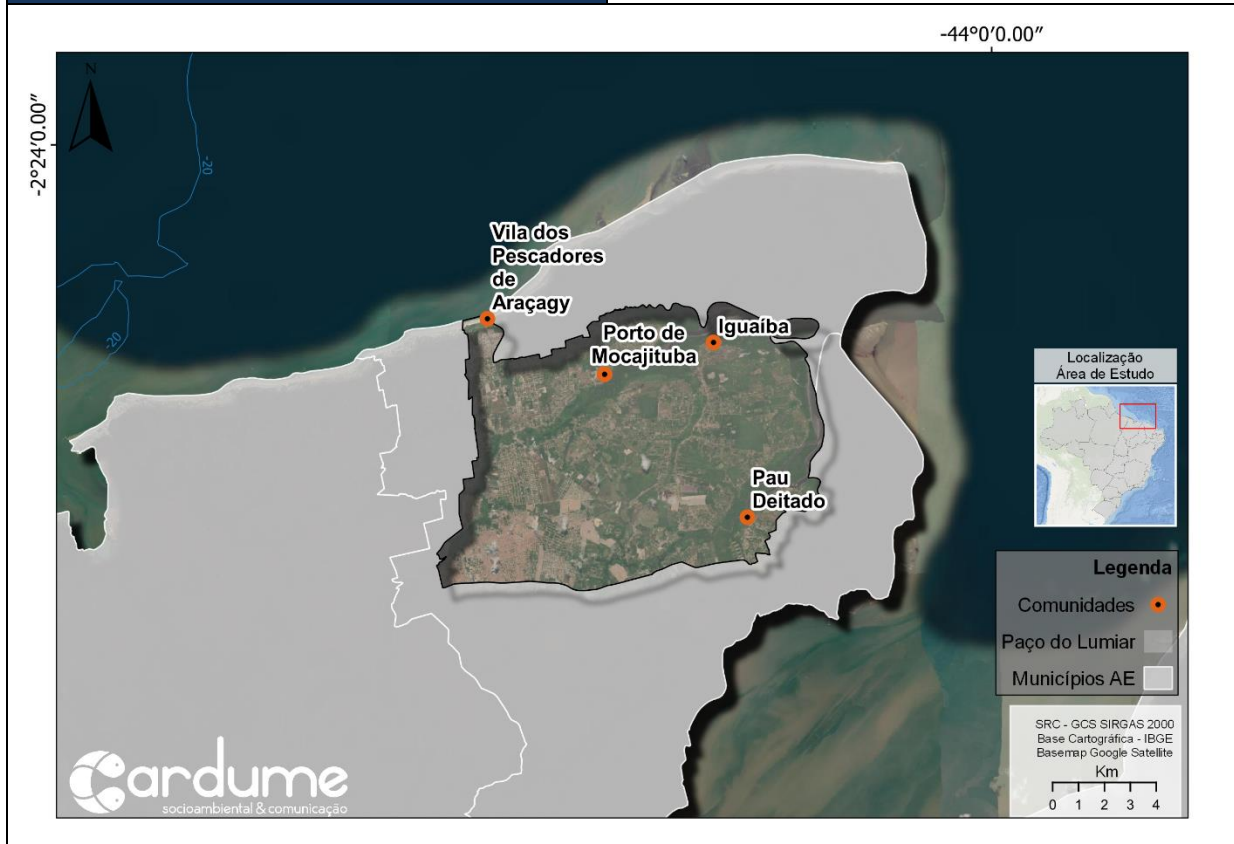 -44°0'0.00"
-2°24'0.00"
N
-20
-20
Vila dos
Pescadores
de
Araçagy
Porto de
Mocajituba
Iguaíba
Pau
Deitado
Localização
Área de Estudo
Legenda
Comunidades
Paço do Lumiar
Municípios AE
SRC - GCS SIRGAS 2000
Base Cartográfica - IBGE
Basemap Google Satellite
Km
0 1 2 3 4
Cardume
socioambiental & comunicação